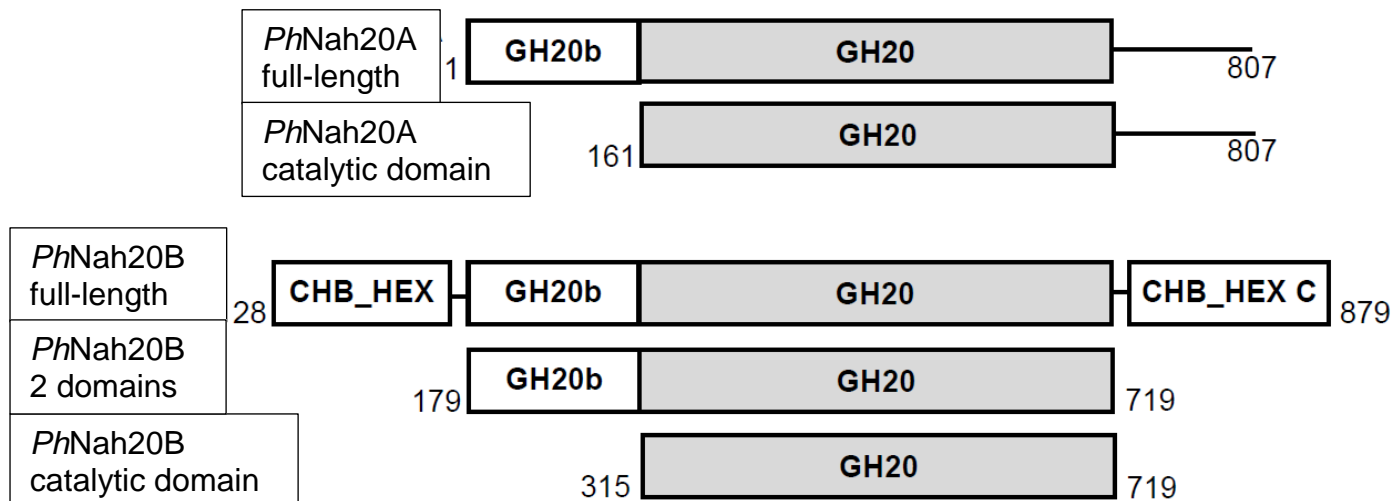 PhNah20A
full-length
1
GH20b
GH20
807
PhNah20A
catalytic domain
161
GH20
807
PhNah20B
full-length
28
CHB_HEX
GH20b
GH20
CHB_HEX C
879
PhNah20B
2 domains
179
GH20b
GH20
719
PhNah20B
catalytic domain
315
GH20
719